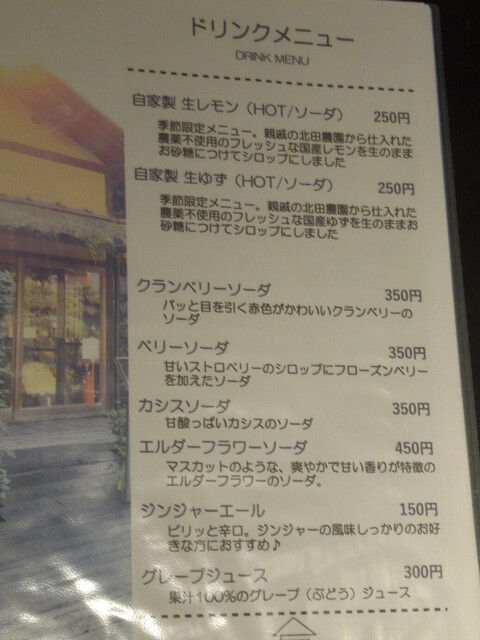 ドリンクメニュー
DRINK MENU
自家製 生レモン（HOT/ソーダ） 250円
季節限定メニュー。親戚の北田農園から仕入れた
農薬不使用のフレッシュな国産レモンを生のまま
お砂糖につけてシロップにしました
自家製 生ゆず（HOT/ソーダ） 250円
季節限定メニュー。親戚の北田農園から仕入れた
農薬不使用のフレッシュな国産ゆずを生のままお
砂糖につけてシロップにしました
クランベリーソーダ 350円
パッと目を引く赤色がかわいいクランベリーの
ソーダ
ベリーソーダ 350円
甘いストロベリーのシロップにフローズンベリー
を加えたソーダ
カシスソーダ 350円
甘酸っぱいカシスのソーダ
エルダーフラワーソーダ 450円
マスカットのような、爽やかで甘い香りが特徴の
エルダーフラワーのソーダ。
ジンジャーエール 150円
ピリッと辛口。ジンジャーの風味しっかりのお好
きな方におすすめ♪
グレープジュース 300円
果汁100%のグレープ（ぶどう）ジュース